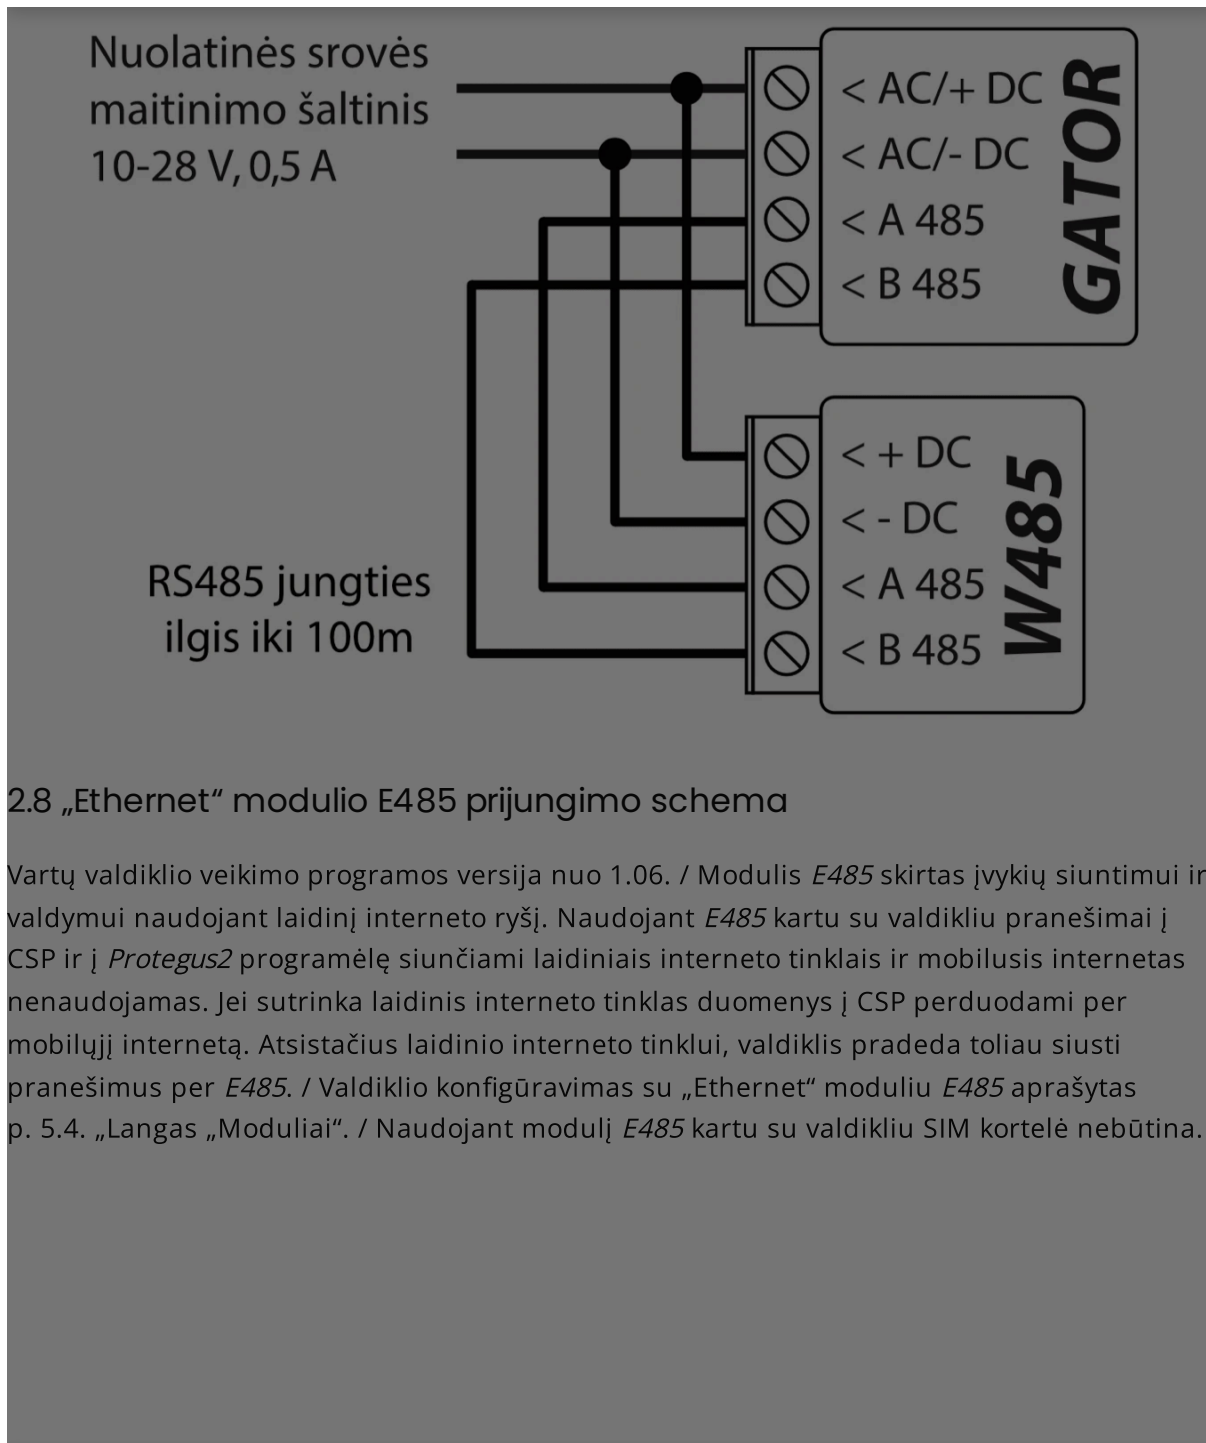 Nuolatinės srovės
maitinimo šaltinis
10-28 V, 0,5 A
< AC/+ DC
< AC/- DC
< A 485
< B 485
GATOR
< + DC
< - DC
< A 485
< B 485
W485
RS485 jungties
ilgis iki 100m
2.8 „Ethernet“ modulio E485 prijungimo schema
Vartų valdiklio veikimo programos versija nuo 1.06. / Modulis E485 skirtas įvykių siuntimui ir
valdymui naudojant laidinį interneto ryšį. Naudojant E485 kartu su valdikliu pranešimai į
CSP ir į Protegus2 programėlę siunčiami laidiniais interneto tinklais ir mobilusis internetas
nenaudojamas. Jei sutrinka laidinis interneto tinklas duomenys į CSP perduodami per
mobilųjį internetą. Atsistačius laidinio interneto tinklui, valdiklis pradeda toliau siusti
pranešimus per E485. / Valdiklio konfigūravimas su „Ethernet“ moduliu E485 aprašytas
p. 5.4. „Langas „Moduliai“. / Naudojant modulį E485 kartu su valdikliu SIM kortelė nebūtina.